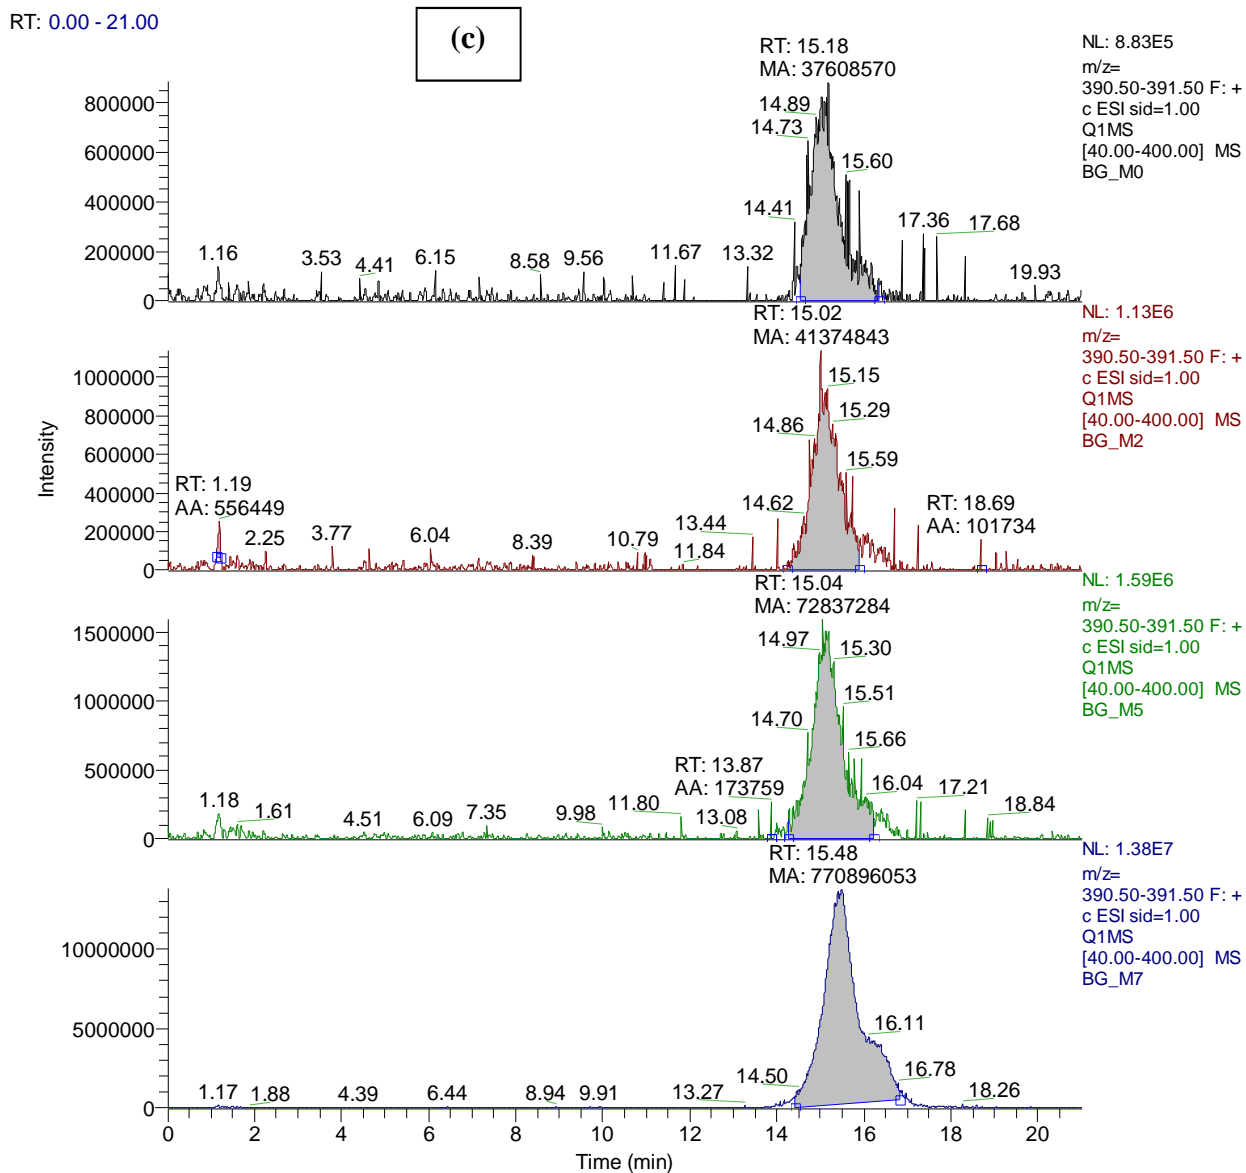 RT: 0.00 - 21.00
(c)
RT: 15.18
MA: 37608570
14.89
14.73
15.60
14.41
17.36
17.68
1.16
3.53
4.41
6.15
8.58
9.56
11.67
13.32
19.93
800000
600000
400000
200000
0
NL: 8.83E5
m/z=
390.50-391.50 F: +
c ESI sid=1.00
Q1MS
[40.00-400.00] MS
BG_M0
RT: 15.02
MA: 41374843
15.15
15.29
14.86
15.59
14.62
RT: 1.19
AA: 556449
RT: 18.69
AA: 101734
2.25
3.77
6.04
8.39
10.79
11.84
13.44
1000000
800000
600000
400000
200000
0
Intensity
NL: 1.13E6
m/z=
390.50-391.50 F: +
c ESI sid=1.00
Q1MS
[40.00-400.00] MS
BG_M2
RT: 15.04
MA: 72837284
14.97
15.30
15.51
14.70
15.66
RT: 13.87
AA: 173759
16.04
17.21
1.18
1.61
4.51
6.09
7.35
9.98
11.80
13.08
18.84
1500000
1000000
500000
0
NL: 1.59E6
m/z=
390.50-391.50 F: +
c ESI sid=1.00
Q1MS
[40.00-400.00] MS
BG_M5
RT: 15.48
MA: 770896053
16.11
14.50
16.78
1.17
1.88
4.39
6.44
8.94
9.91
13.27
18.26
10000000
5000000
0
NL: 1.38E7
m/z=
390.50-391.50 F: +
c ESI sid=1.00
Q1MS
[40.00-400.00] MS
BG_M7
0 2 4 6 8 10 12 14 16 18 20
Time (min)